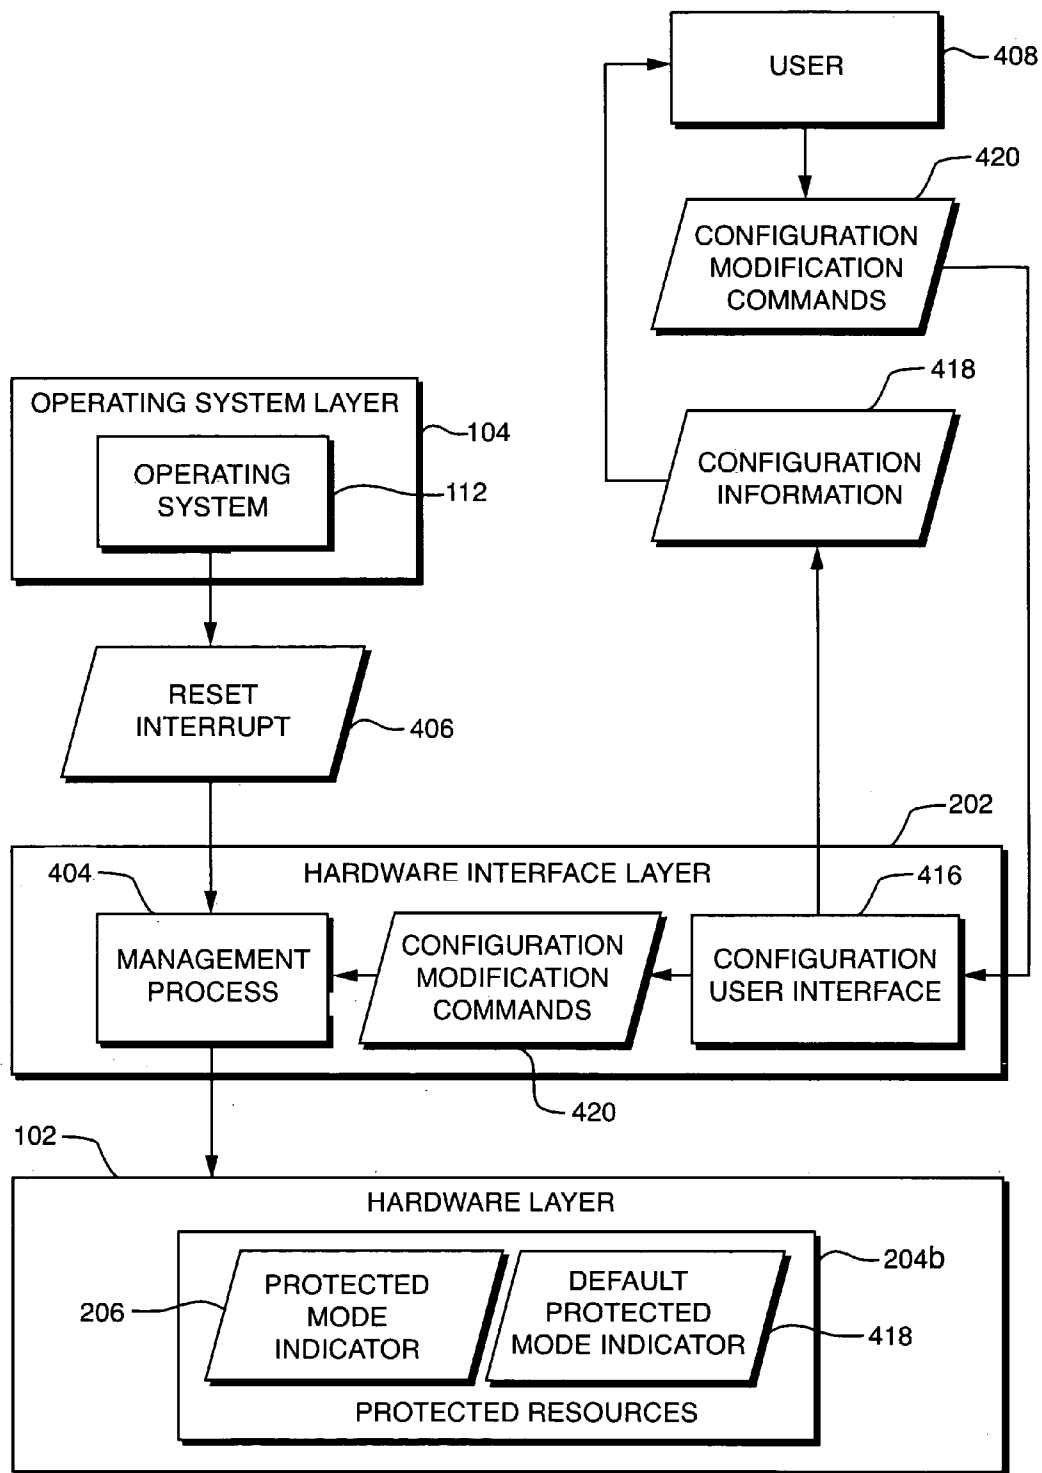 USER
408
420
CONFIGURATION
MODIFICATION
COMMANDS
418
CONFIGURATION
INFORMATION
OPERATING SYSTEM LAYER
104
OPERATING
SYSTEM
112
RESET
INTERRUPT
406
202
HARDWARE INTERFACE LAYER
404
416
MANAGEMENT
PROCESS
CONFIGURATION
MODIFICATION
COMMANDS
CONFIGURATION
USER INTERFACE
420
102
HARDWARE LAYER
204b
206
PROTECTED
MODE
INDICATOR
DEFAULT
PROTECTED
MODE INDICATOR
418
PROTECTED RESOURCES